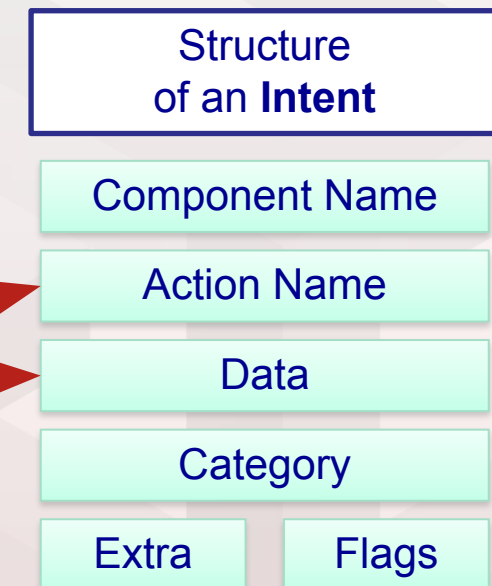 Structure
of an Intent
Component Name
Action Name
Data
Category
Extra Flags